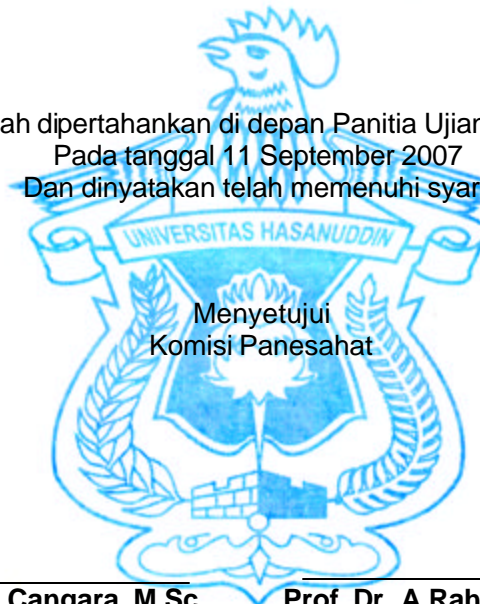 ah dipertahankan di depan Panitia Ujian
Pada tanggal 11 September 2007
Dan dinyatakan telah memenuhi syar
UNIVERSITAS HASANUDDIN
Menyetujui
Komisi Panesahat
Cangara, M.Sc Prof. Dr. A.Rah